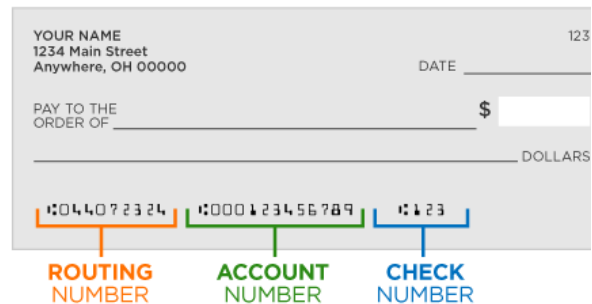 YOUR NAME 123
1234 Main Street
Anywhere, OH 00000 DATE
PAY TO THE
ORDER OF $
DOLLARS
⑆044072324 ⑆000123456789 ⑆123
ROUTING ACCOUNT CHECK
NUMBER NUMBER NUMBER